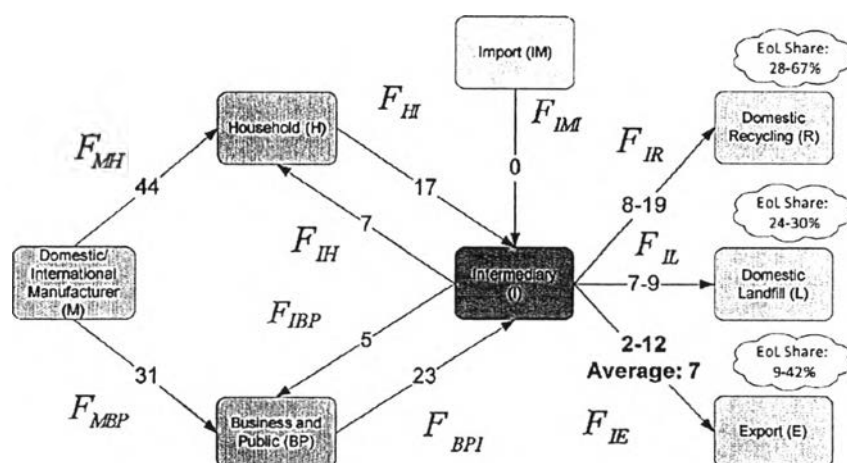 Import (IM)
EoL Share:
28-67%
Household (H)
F_HI
F_IMI
Domestic
Recycling (R)
F_IR
F_MH
44
17
0
8-19
EoL Share:
24-30%
7
F_IH
F_IL
Domestic/
International
Manufacturer
(M)
Intermediary
(I)
7-9
Domestic
Landfill (L)
F_IBP
5
2-12
Average: 7
EoL Share:
9-42%
31
23
F_MBP
Business and
Public (BP)
F_BPI
F_IE
Export (E)